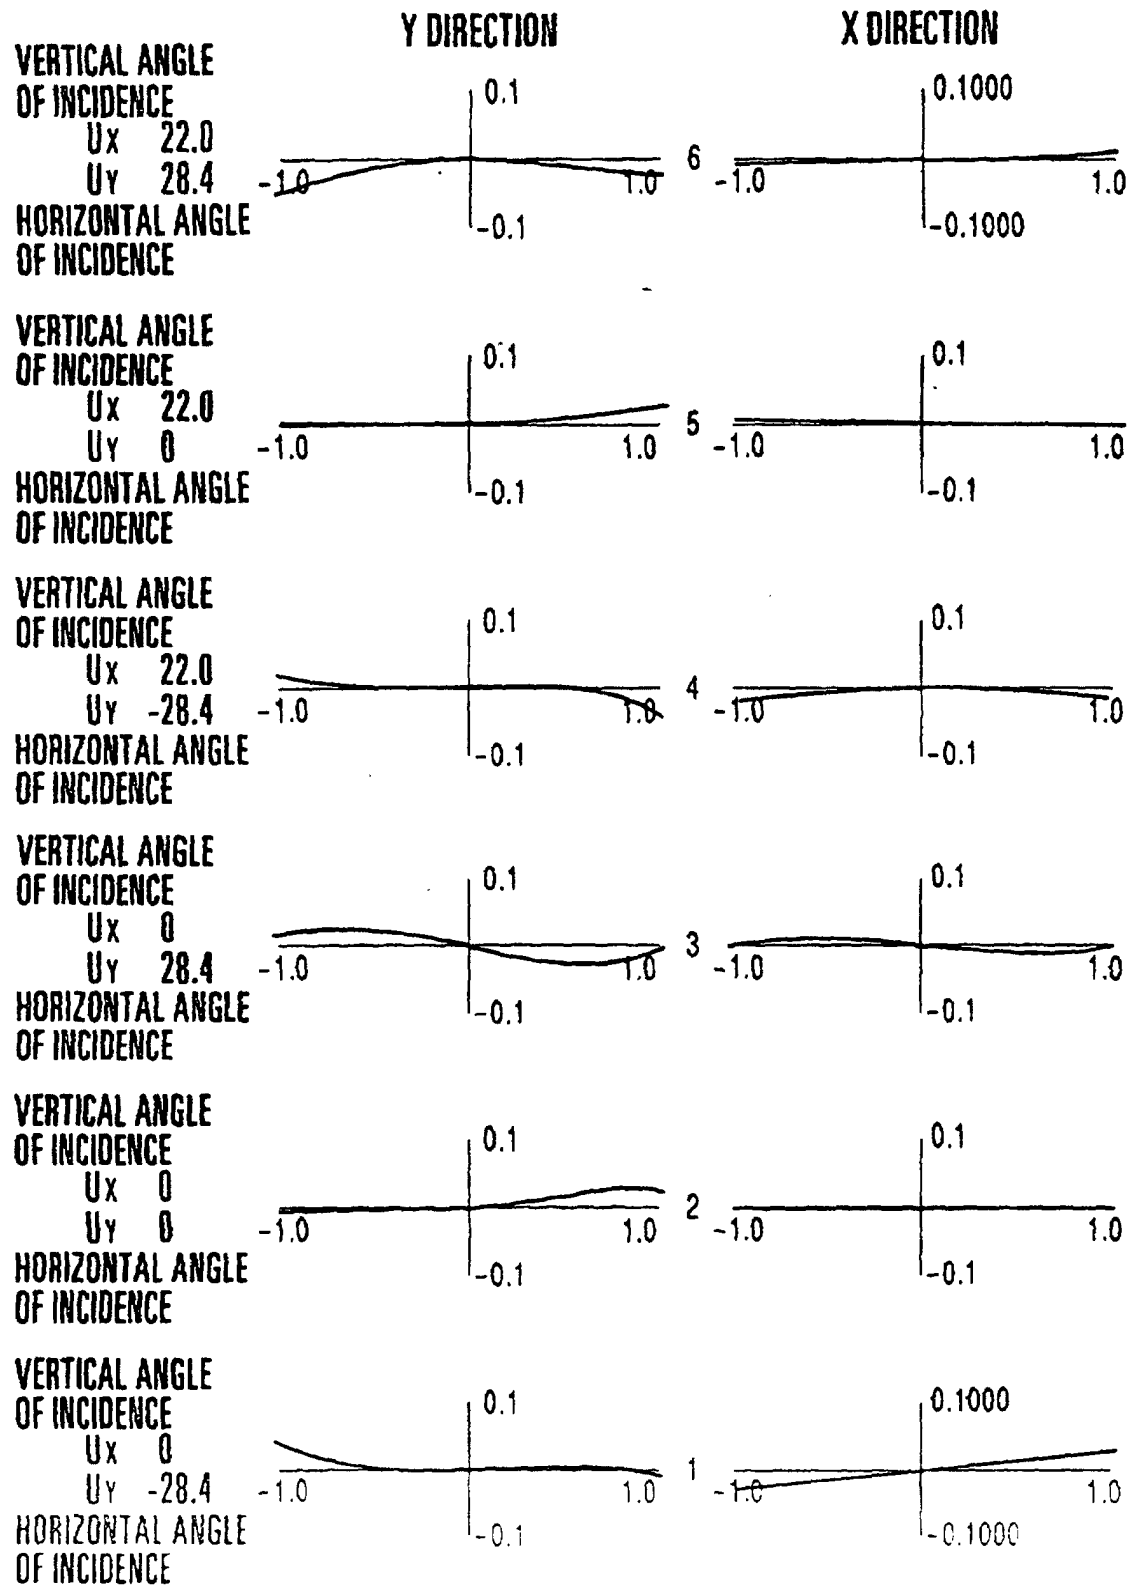 Y DIRECTION X DIRECTION
VERTICAL ANGLE
OF INCIDENCE
Ux 22.0
Uy 28.4
HORIZONTAL ANGLE
OF INCIDENCE
0.1
-1.0 1.0
-0.1
6
0.1000
-1.0 1.0
-0.1000
VERTICAL ANGLE
OF INCIDENCE
Ux 22.0
Uy 0
HORIZONTAL ANGLE
OF INCIDENCE
0.1
-1.0 1.0
-0.1
5
0.1
-1.0 1.0
-0.1
VERTICAL ANGLE
OF INCIDENCE
Ux 22.0
Uy -28.4
HORIZONTAL ANGLE
OF INCIDENCE
0.1
-1.0 1.0
-0.1
4
0.1
-1.0 1.0
-0.1
VERTICAL ANGLE
OF INCIDENCE
Ux 0
Uy 28.4
HORIZONTAL ANGLE
OF INCIDENCE
0.1
-1.0 1.0
-0.1
3
0.1
-1.0 1.0
-0.1
VERTICAL ANGLE
OF INCIDENCE
Ux 0
Uy 0
HORIZONTAL ANGLE
OF INCIDENCE
0.1
-1.0 1.0
-0.1
2
0.1
-1.0 1.0
-0.1
VERTICAL ANGLE
OF INCIDENCE
Ux 0
Uy -28.4
HORIZONTAL ANGLE
OF INCIDENCE
0.1
-1.0 1.0
-0.1
1
0.1000
-1.0 1.0
-0.1000